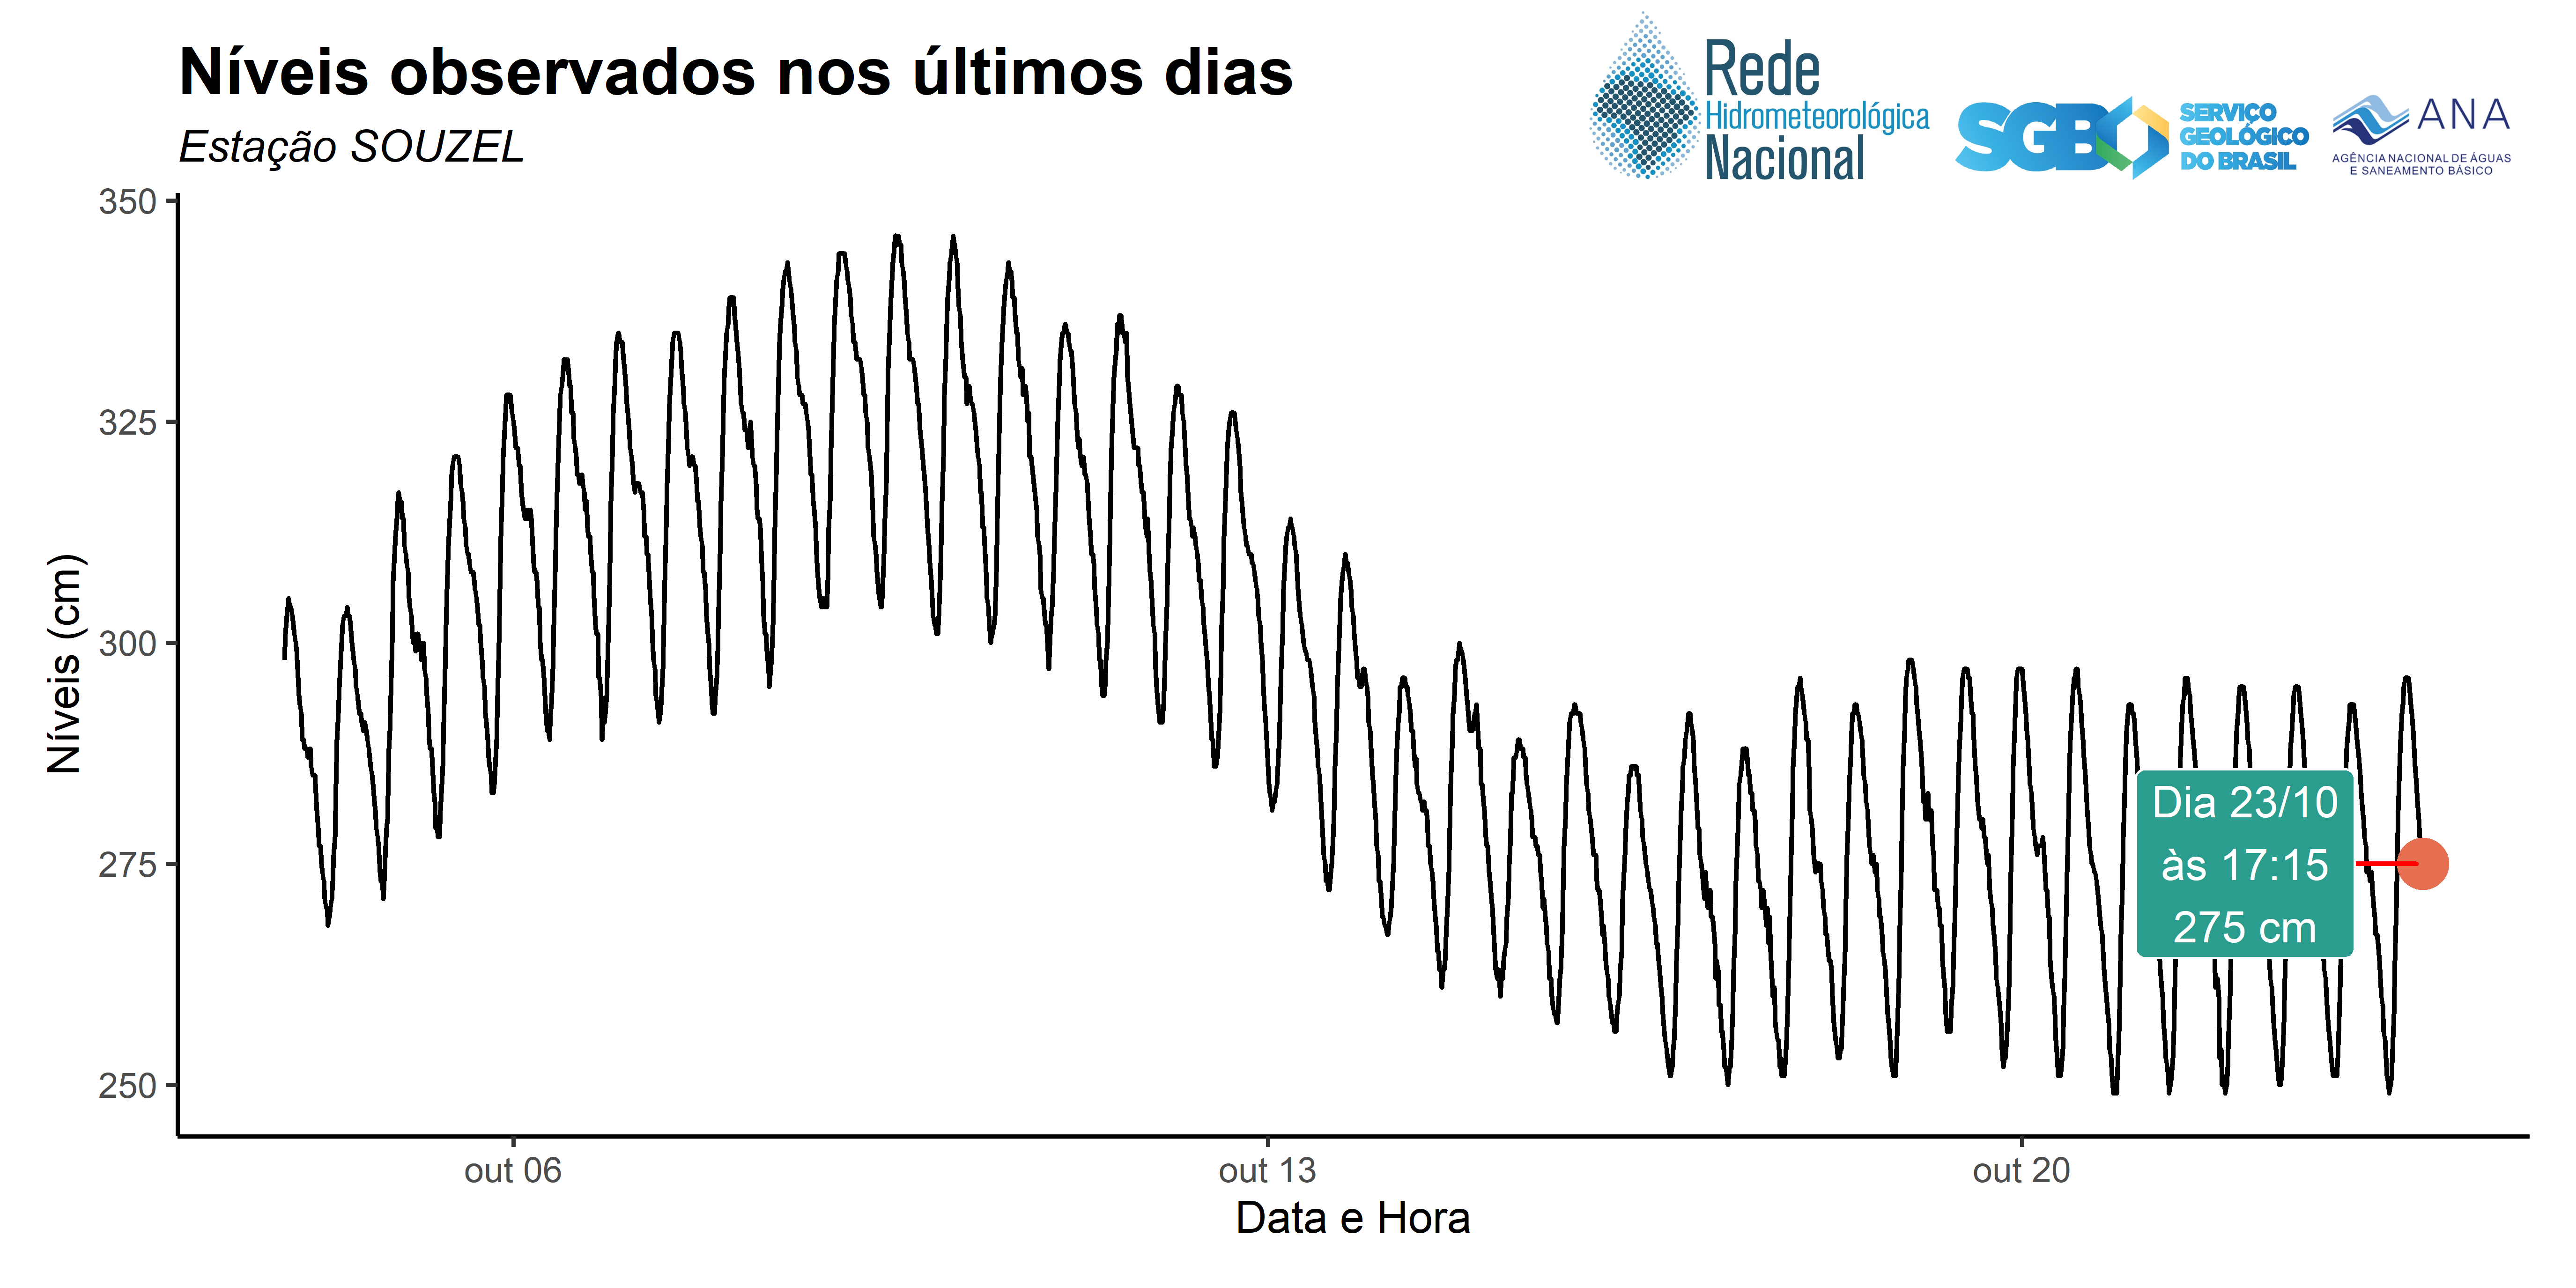 Níveis observados nos últimos dias
Estação SOUZEL
Rede
Hidrometeorológica
Nacional
SGB
SERVIÇO
GEOLÓGICO
DO BRASIL
ANA
AGÊNCIA NACIONAL DE ÁGUAS
E SANEAMENTO BÁSICO
350
325
300
275
250
Níveis (cm)
Dia 23/10
às 17:15
275 cm
out 06
out 13
out 20
Data e Hora